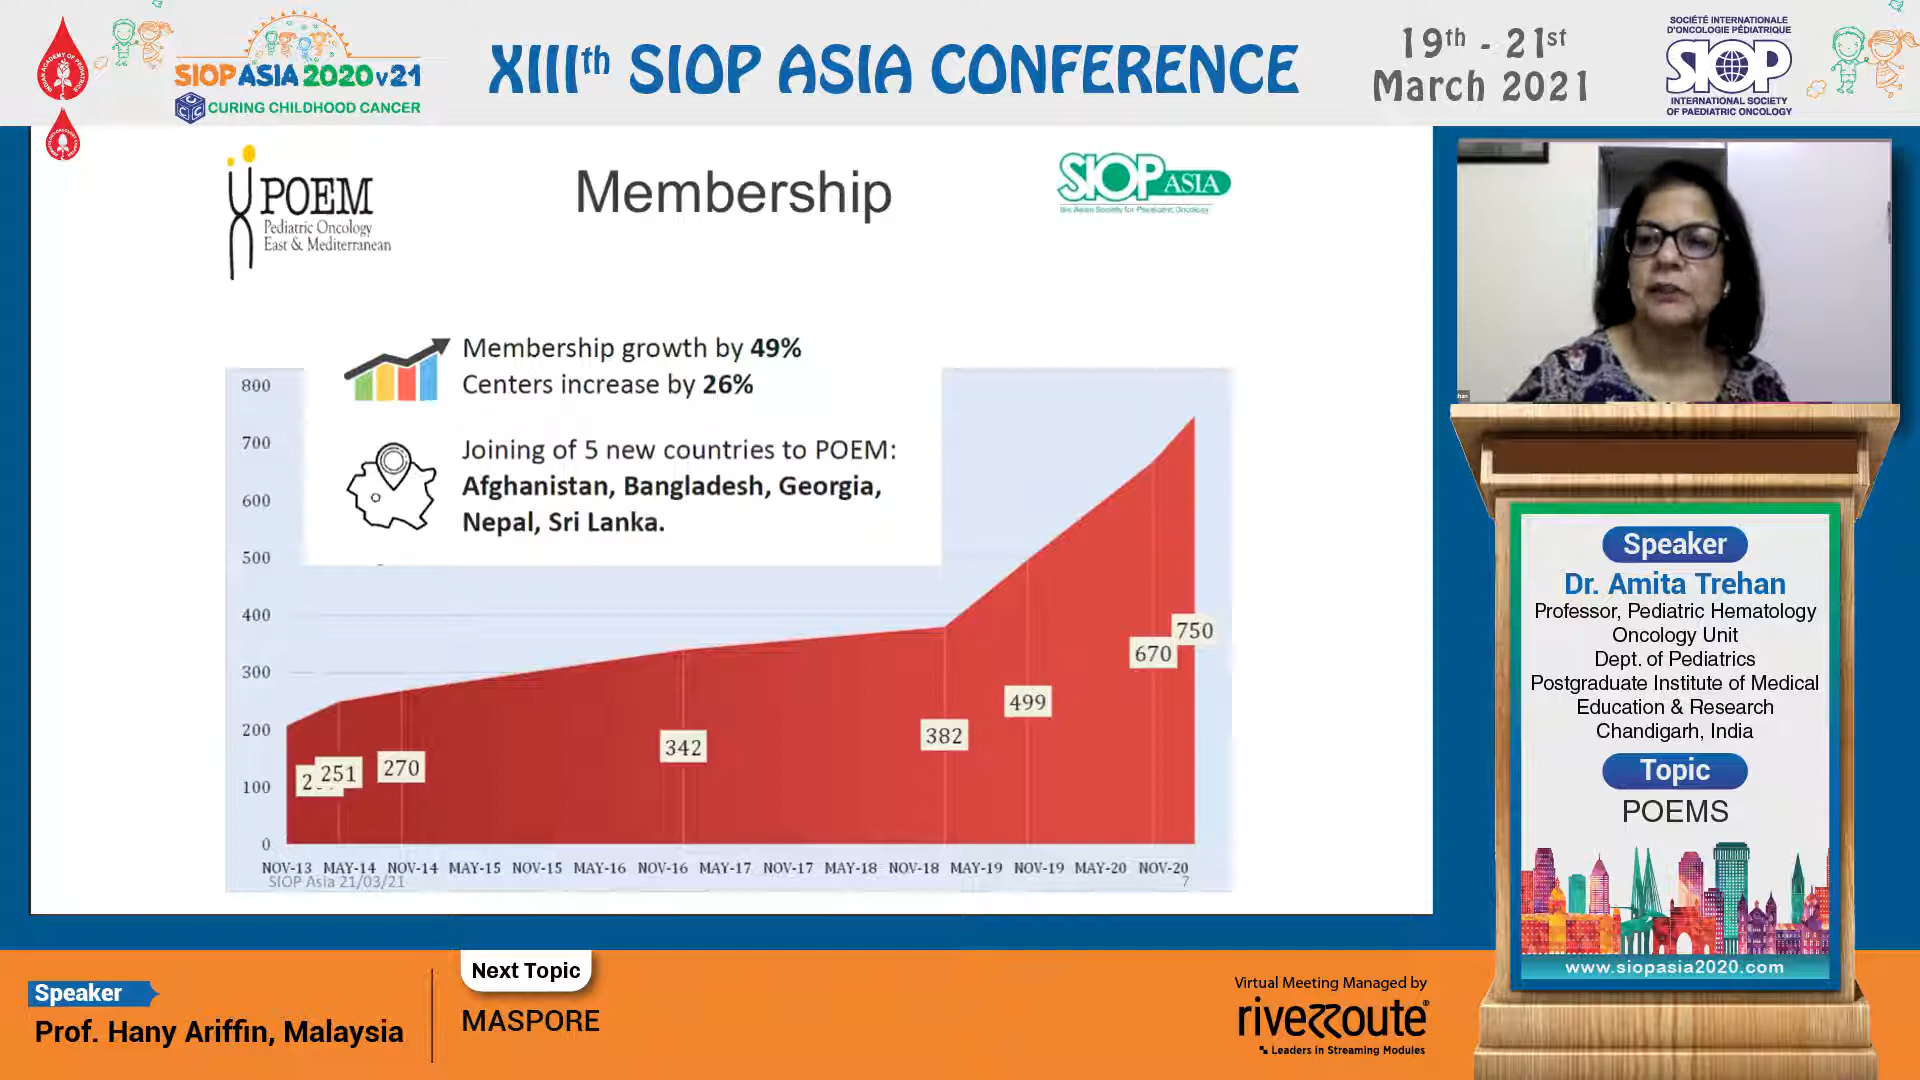 SIOP ASIA 2020 v21
CURING CHILDHOOD CANCER
XIIIth SIOP ASIA CONFERENCE
19th - 21st
March 2021
SOCIÉTÉ INTERNATIONALE
D'ONCOLOGIE PÉDIATRIQUE
SIOP
INTERNATIONAL SOCIETY
OF PAEDIATRIC ONCOLOGY
POEM
Pediatric Oncology
East & Mediterranean
Membership
SIOP ASIA
Membership growth by 49%
Centers increase by 26%
Joining of 5 new countries to POEM:
Afghanistan, Bangladesh, Georgia,
Nepal, Sri Lanka.
800
700
600
500
400
300
200
100
0
251
270
342
382
499
670
750
NOV-13 MAY-14 NOV-14 MAY-15 NOV-15 MAY-16 NOV-16 MAY-17 NOV-17 MAY-18 NOV-18 MAY-19 NOV-19 MAY-20 NOV-20
SIOP Asia 21/03/21
7
Speaker
Dr. Amita Trehan
Professor, Pediatric Hematology
Oncology Unit
Dept. of Pediatrics
Postgraduate Institute of Medical
Education & Research
Chandigarh, India
Topic
POEMS
www.siopasia2020.com
Speaker
Prof. Hany Ariffin, Malaysia
Next Topic
MASPORE
Virtual Meeting Managed by
riveRroute
Leaders in Streaming Modules